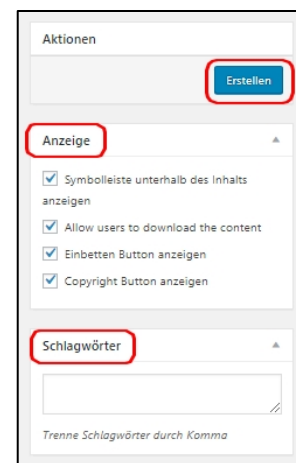 Aktionen
Erstellen
Anzeige
Symbolleiste unterhalb des Inhalts
anzeigen
Allow users to download the content
Einbetten Button anzeigen
Copyright Button anzeigen
Schlagwörter
Trenne Schlagwörter durch Komma